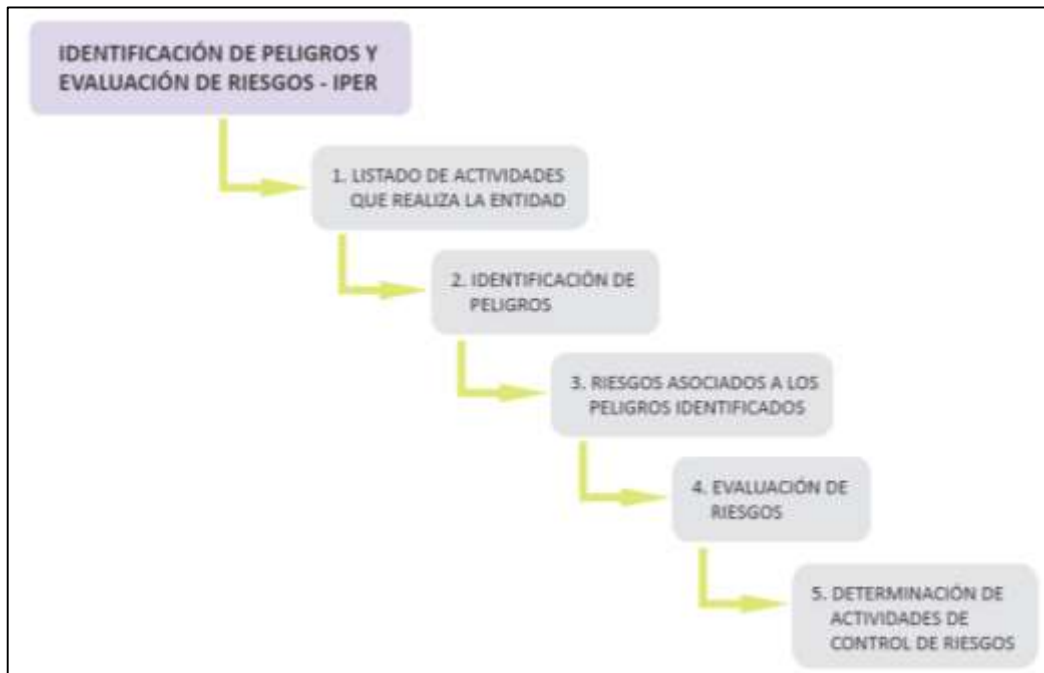 IDENTIFICACIÓN DE PELIGROS Y
EVALUACIÓN DE RIESGOS - IPER
1. LISTADO DE ACTIVIDADES
QUE REALIZA LA ENTIDAD
2. IDENTIFICACIÓN DE
PELIGROS
3. RIESGOS ASOCIADOS A LOS
PELIGROS IDENTIFICADOS
4. EVALUACIÓN DE
RIESGOS
5. DETERMINACIÓN DE
ACTIVIDADES DE
CONTROL DE RIESGOS